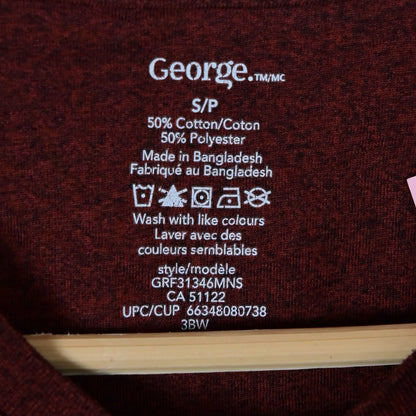 George.™/MC
S/P
50% Cotton/Coton
50% Polyester
Made in Bangladesh
Fabriqué au Bangladesh
Wash with like colours
Laver avec des
couleurs semblables
style/modèle
GRF31346MNS
CA 51122
UPC/CUP 66348080738
3BW